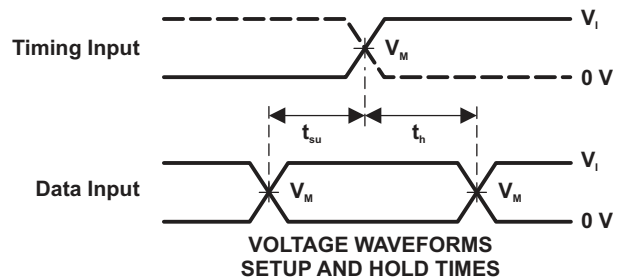 V_I
Timing Input
V_M
0 V
t_su
t_h
V_I
Data Input
V_M
V_M
0 V
VOLTAGE WAVEFORMS
SETUP AND HOLD TIMES